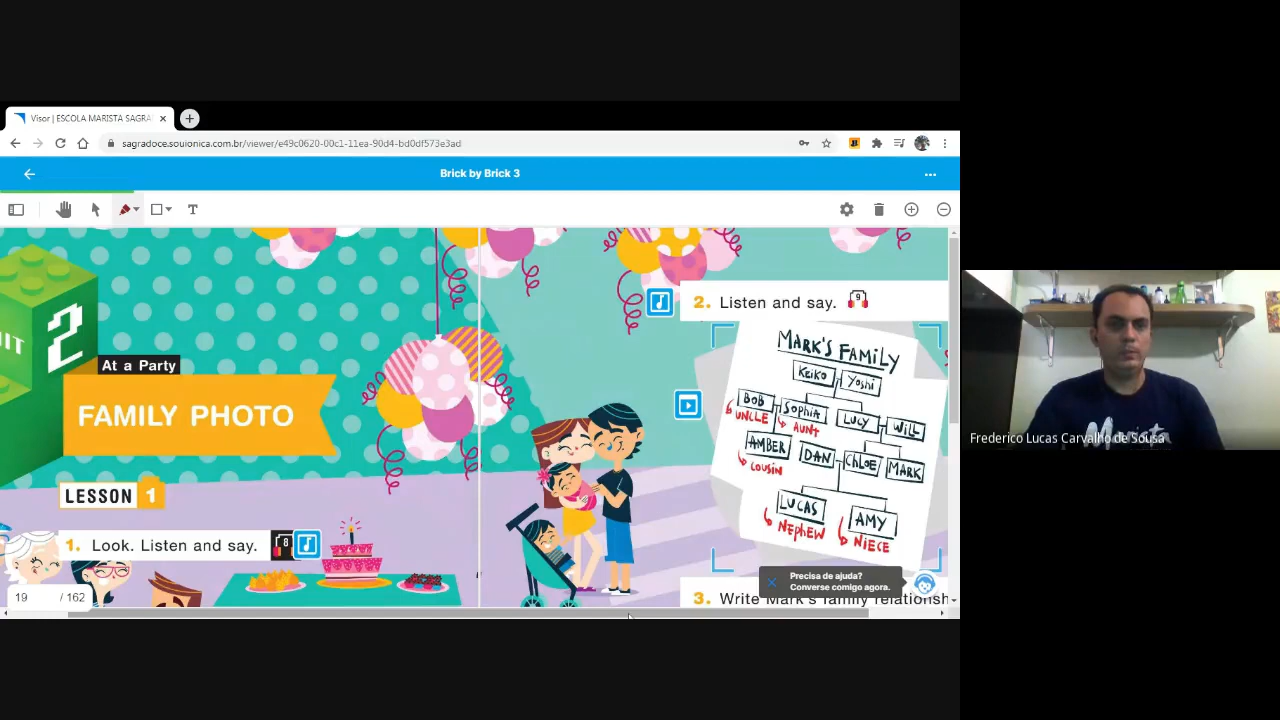 Visor | ESCOLA MARISTA SAGRA
sagradoce.souionica.com.br/viewer/e49c0620-00c1-11ea-90d4-bd0df573e3ad
Brick by Brick 3
T
2
At a Party
FAMILY PHOTO
LESSON 1
1. Look. Listen and say. 8
19 / 162
2. Listen and say. 9
MARK'S FAMILY
KEIKO YOSHI
BOB SOPHIA LUCY WILL
UNCLE AUNT
AMBER DAN CHLOE MARK
COUSIN
LUCAS AMY
NEPHEW NIECE
Precisa de ajuda?
Converse comigo agora.
3. Write Mark's family relationsh
Frederico Lucas Carvalho de Sousa
Marista